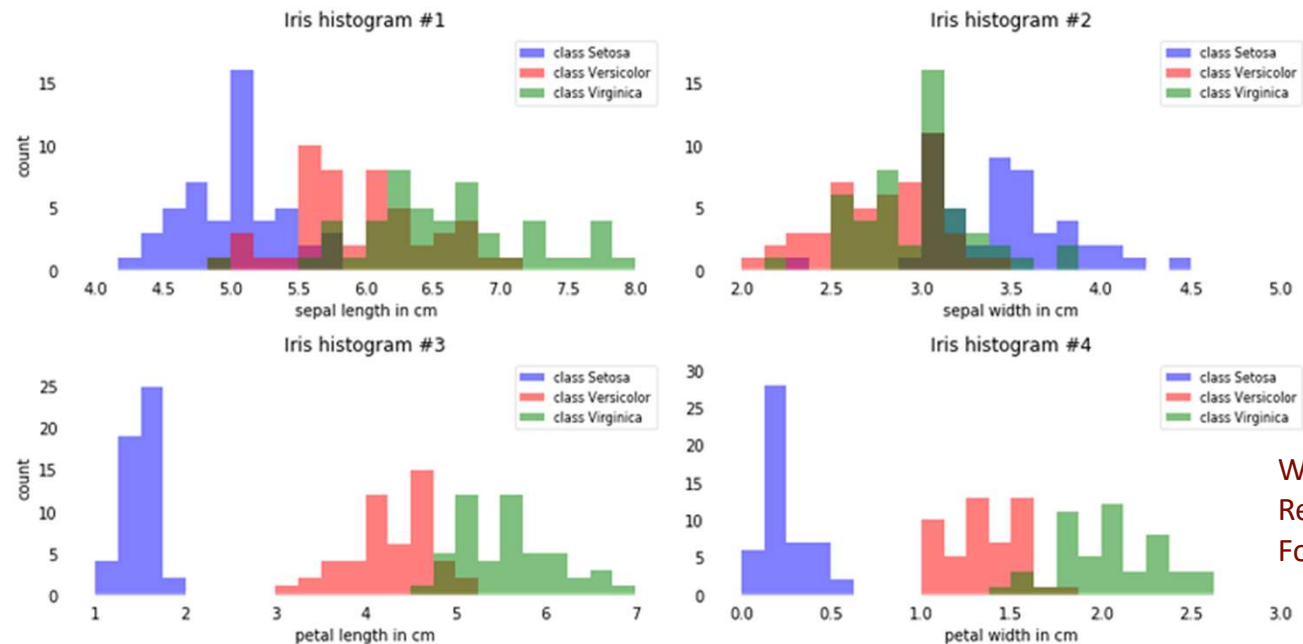 Iris histogram #1
class Setosa
class Versicolor
class Virginica
15
10
5
0
count
4.0 4.5 5.0 5.5 6.0 6.5 7.0 7.5 8.0
sepal length in cm
Iris histogram #2
class Setosa
class Versicolor
class Virginica
15
10
5
0
2.0 2.5 3.0 3.5 4.0 4.5 5.0
sepal width in cm
Iris histogram #3
class Setosa
class Versicolor
class Virginica
25
20
15
10
5
0
count
1 2 3 4 5 6 7
petal length in cm
Iris histogram #4
class Setosa
class Versicolor
class Virginica
30
25
20
15
10
5
0
0.0 0.5 1.0 1.5 2.0 2.5 3.0
petal width in cm